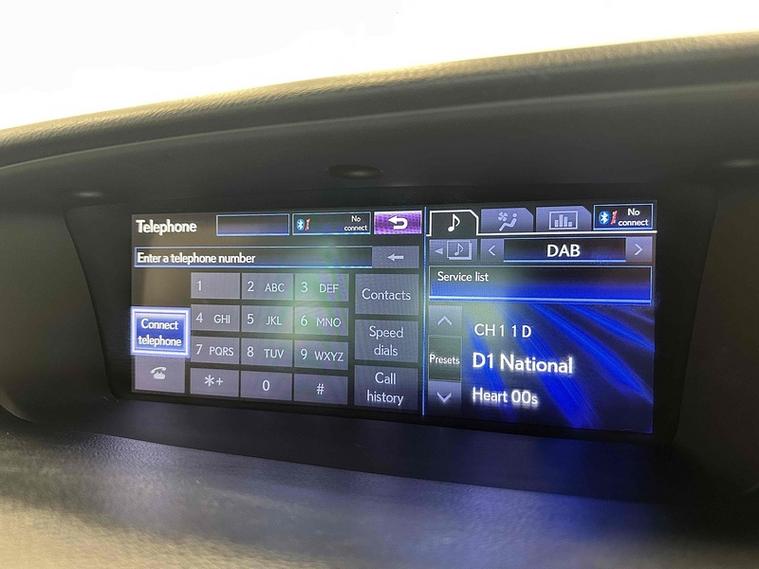 Telephone
No connect
Enter a telephone number
1
2 ABC
3 DEF
4 GHI
5 JKL
6 MNO
7 PQRS
8 TUV
9 WXYZ
*+
0
#
Connect
telephone
Contacts
Speed
dials
Call
history
No
connect
DAB
Service list
Presets
CH 1 1 D
D1 National
Heart 00s